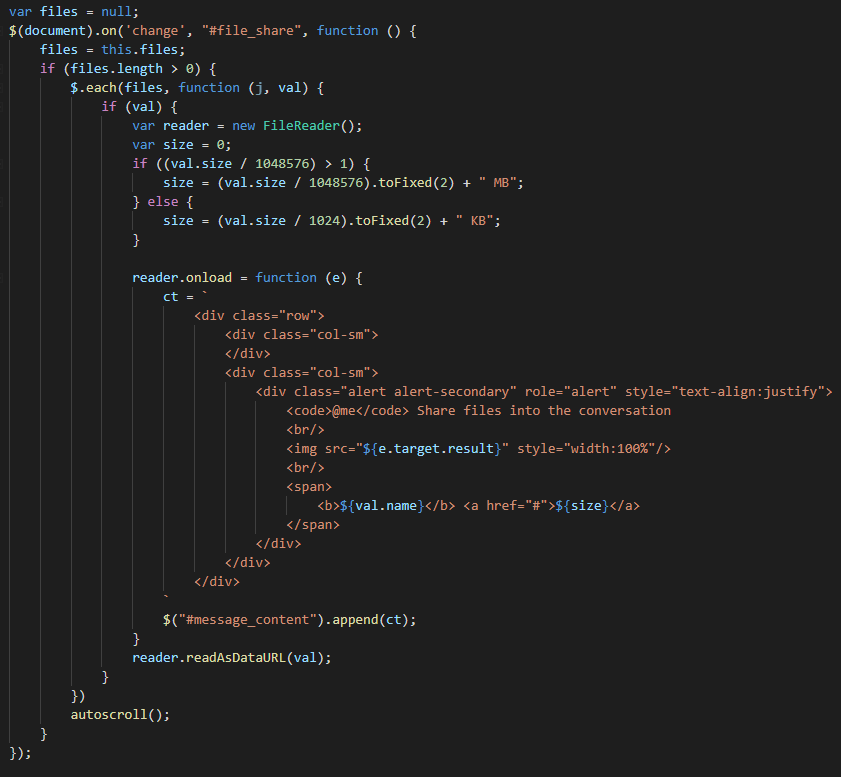 var files = null;
$(document).on('change', "#file_share", function () {
    files = this.files;
    if (files.length > 0) {
        $.each(files, function (j, val) {
            if (val) {
                var reader = new FileReader();
                var size = 0;
                if ((val.size / 1048576) > 1) {
                    size = (val.size / 1048576).toFixed(2) + " MB";
                } else {
                    size = (val.size / 1024).toFixed(2) + " KB";
                }

                reader.onload = function (e) {
                    ct = `
                        <div class="row">
                            <div class="col-sm">
                            </div>
                            <div class="col-sm">
                                <div class="alert alert-secondary" role="alert" style="text-align:justify">
                                    <code>@me</code> Share files into the conversation
                                    <br/>
                                    <img src="${e.target.result}" style="width:100%"/>
                                    <br/>
                                    <span>
                                        <b>${val.name}</b> <a href="#">${size}</a>
                                    </span>
                                </div>
                            </div>
                        </div>
                    `
                    $("#message_content").append(ct);
                }
                reader.readAsDataURL(val);
            }
        })
        autoscroll();
    }
});